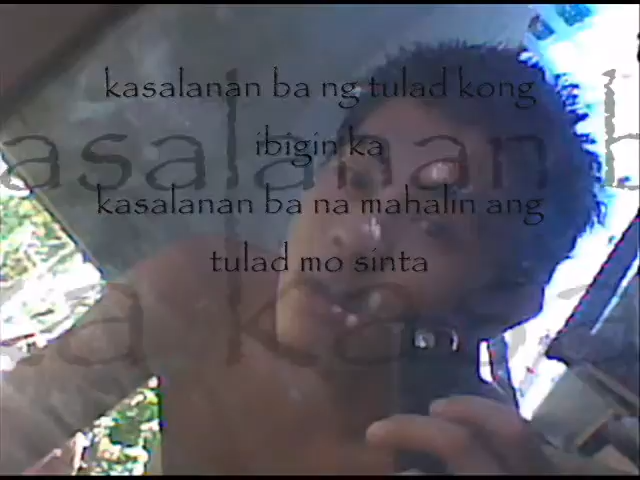 kasalanan ba ng tulad kong
ibigin ka
kasalanan ba na mahalin ang
tulad mo sinta